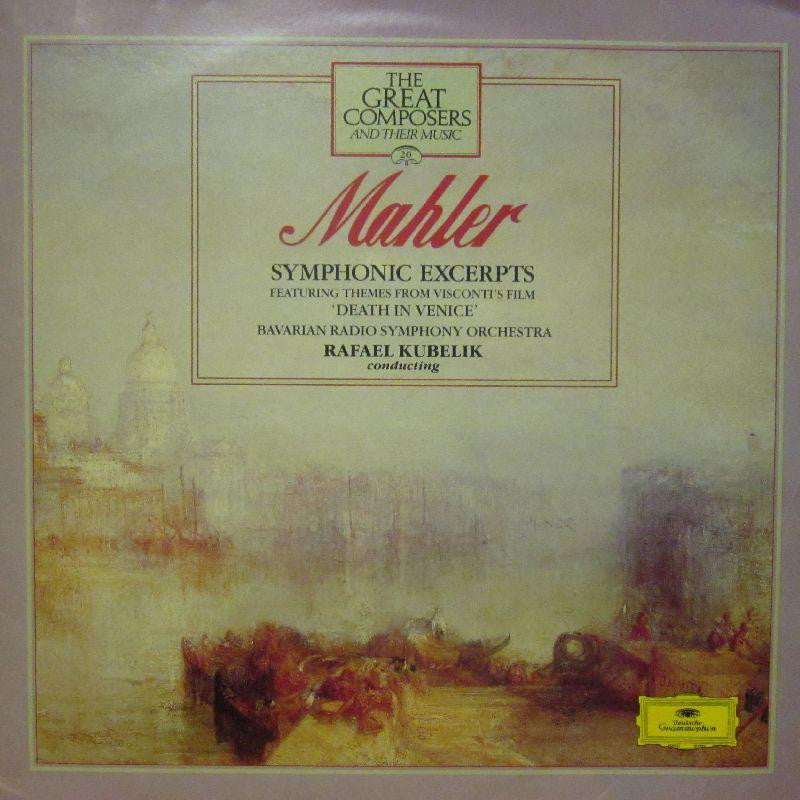 THE
GREAT
COMPOSERS
AND THEIR MUSIC
20
Mahler
SYMPHONIC EXCERPTS
FEATURING THEMES FROM VISCONTI'S FILM
'DEATH IN VENICE'
BAVARIAN RADIO SYMPHONY ORCHESTRA
RAFAEL KUBELIK
conducting
Deutsche
Grammophon